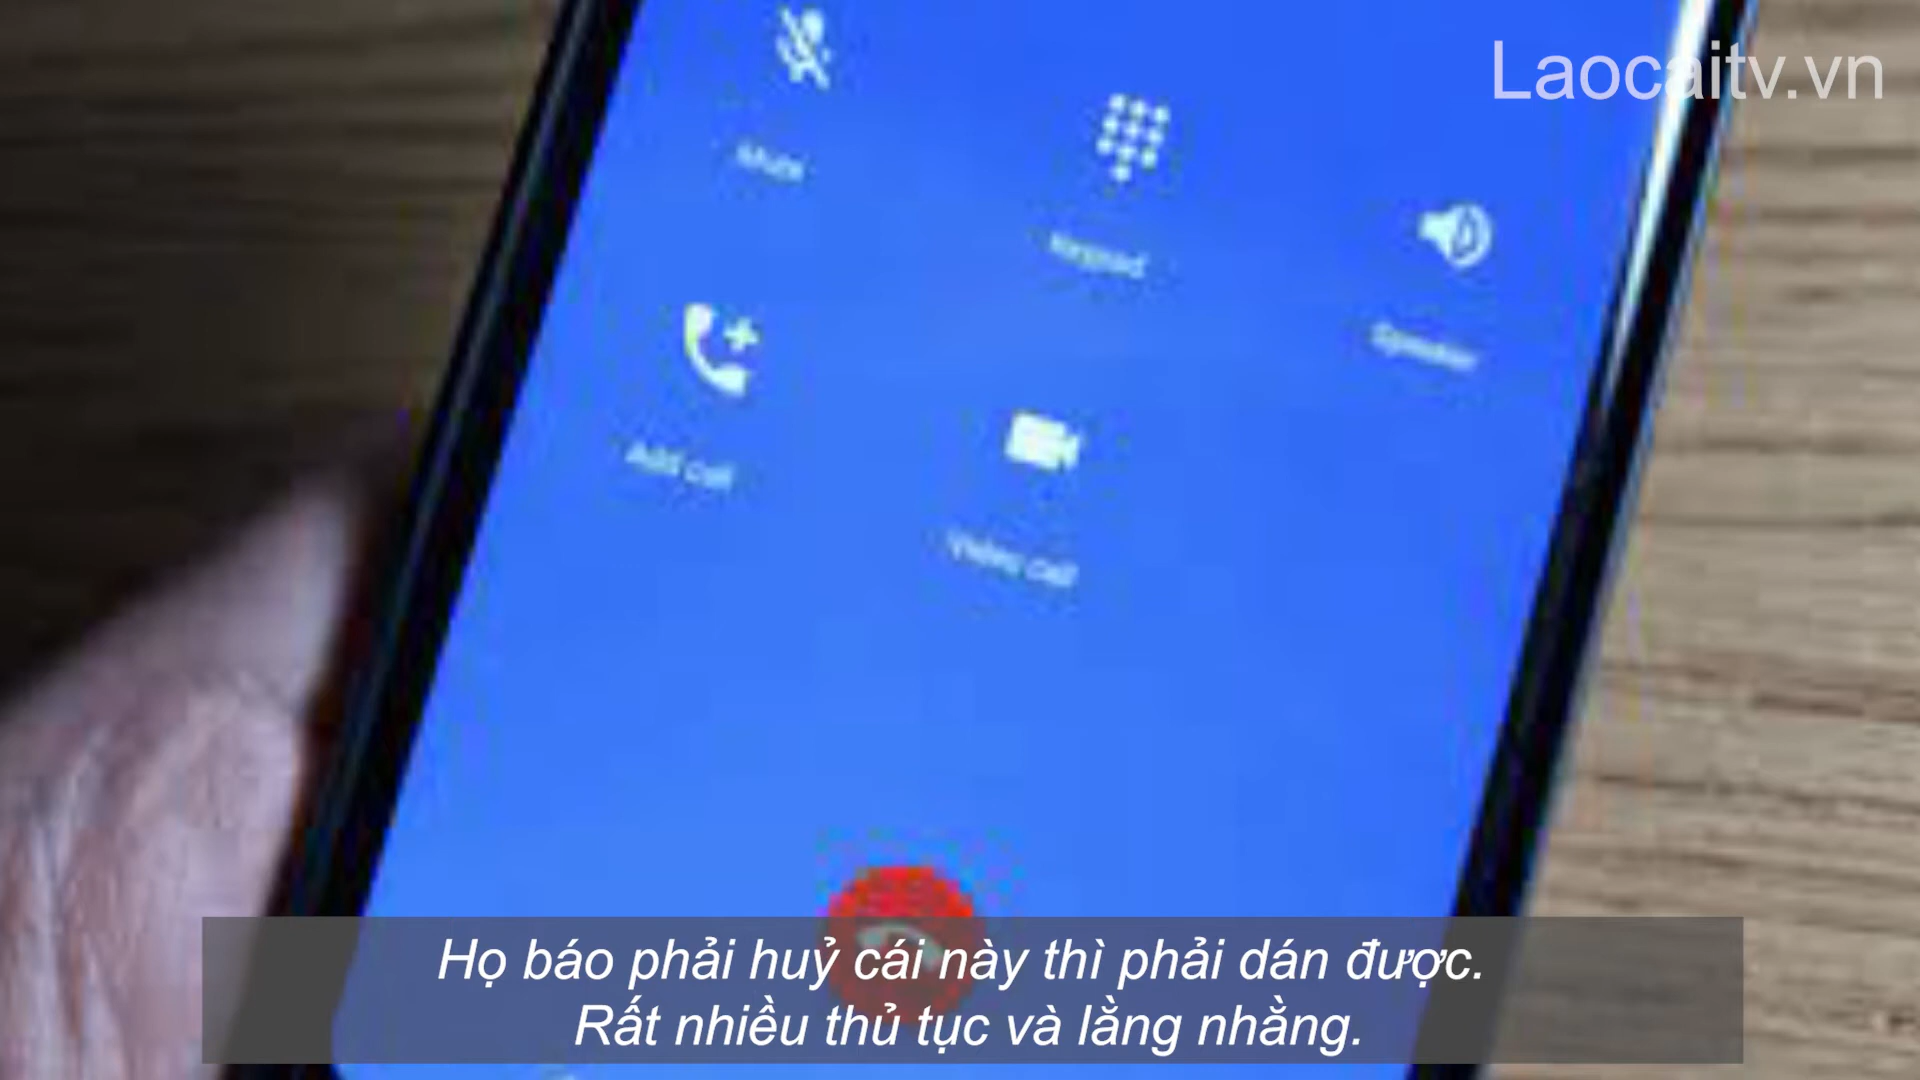 Laocaitv.vn
Mute
Keypad
Speaker
Add call
Video call
Họ báo phải huỷ cái này thì phải dán được.
Rất nhiều thủ tục và lằng nhằng.